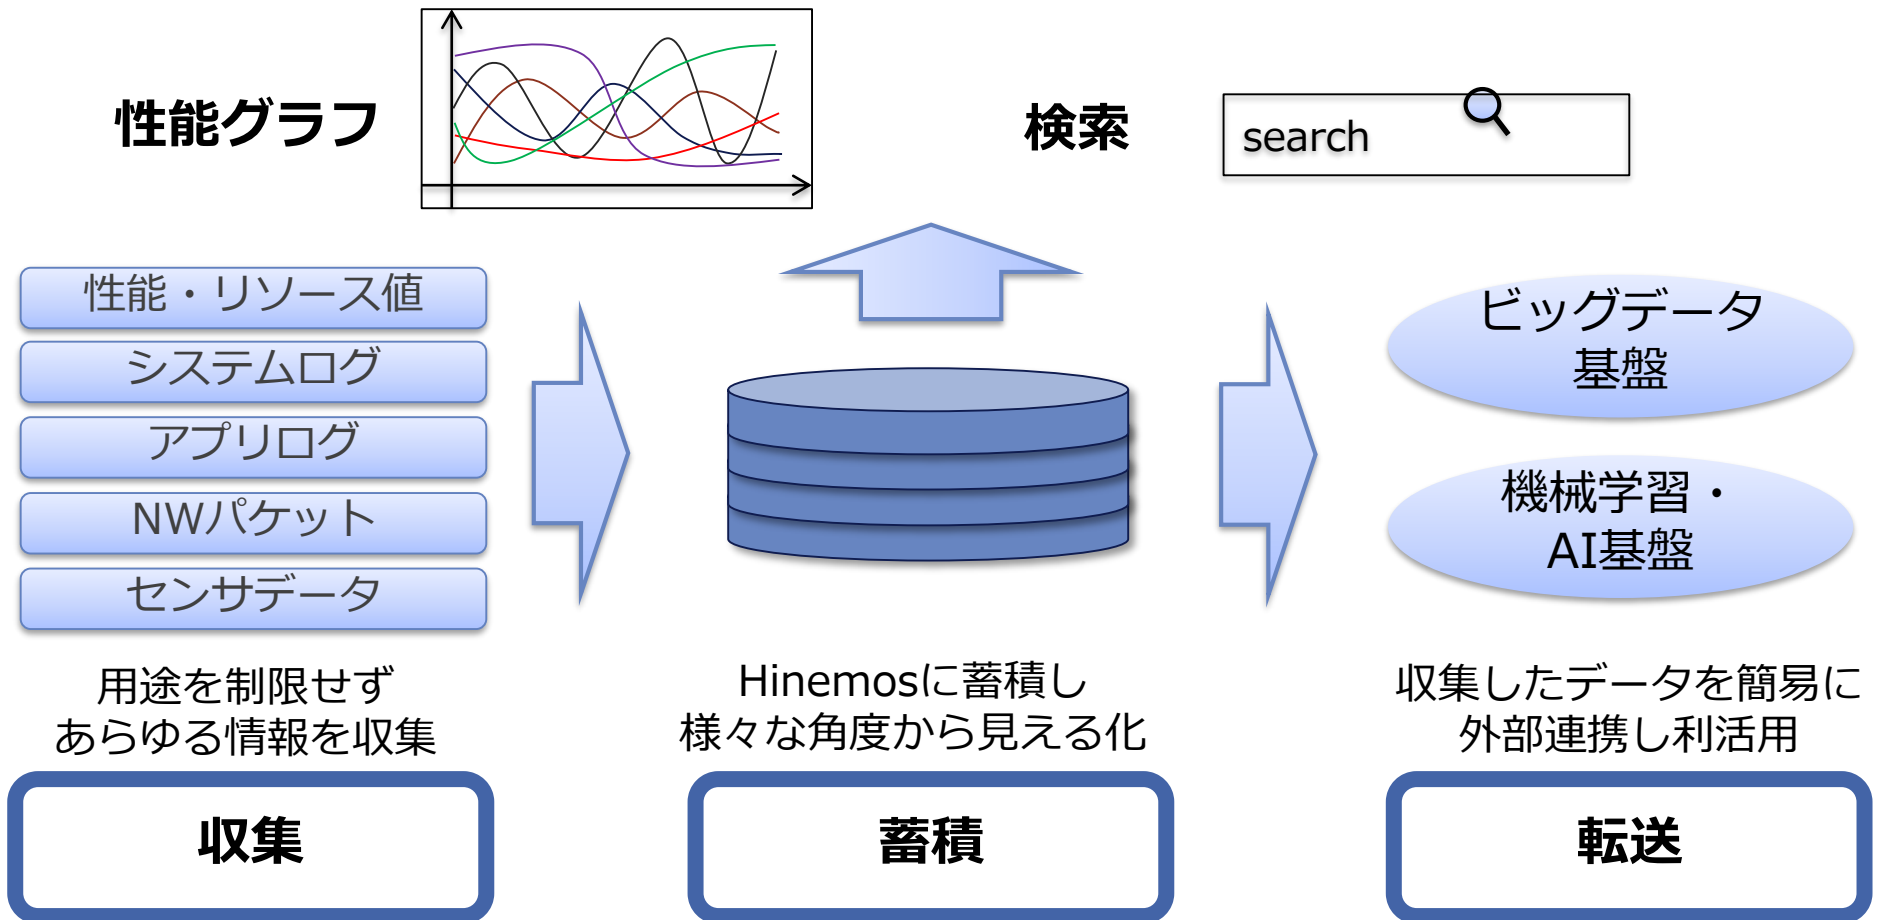 性能グラフ
検索
search
性能・リソース値
システムログ
アプリログ
NWパケット
センサデータ
ビッグデータ
基盤
機械学習・
AI基盤
用途を制限せず
あらゆる情報を収集
Hinemosに蓄積し
様々な角度から見える化
収集したデータを簡易に
外部連携し利活用
収集
蓄積
転送